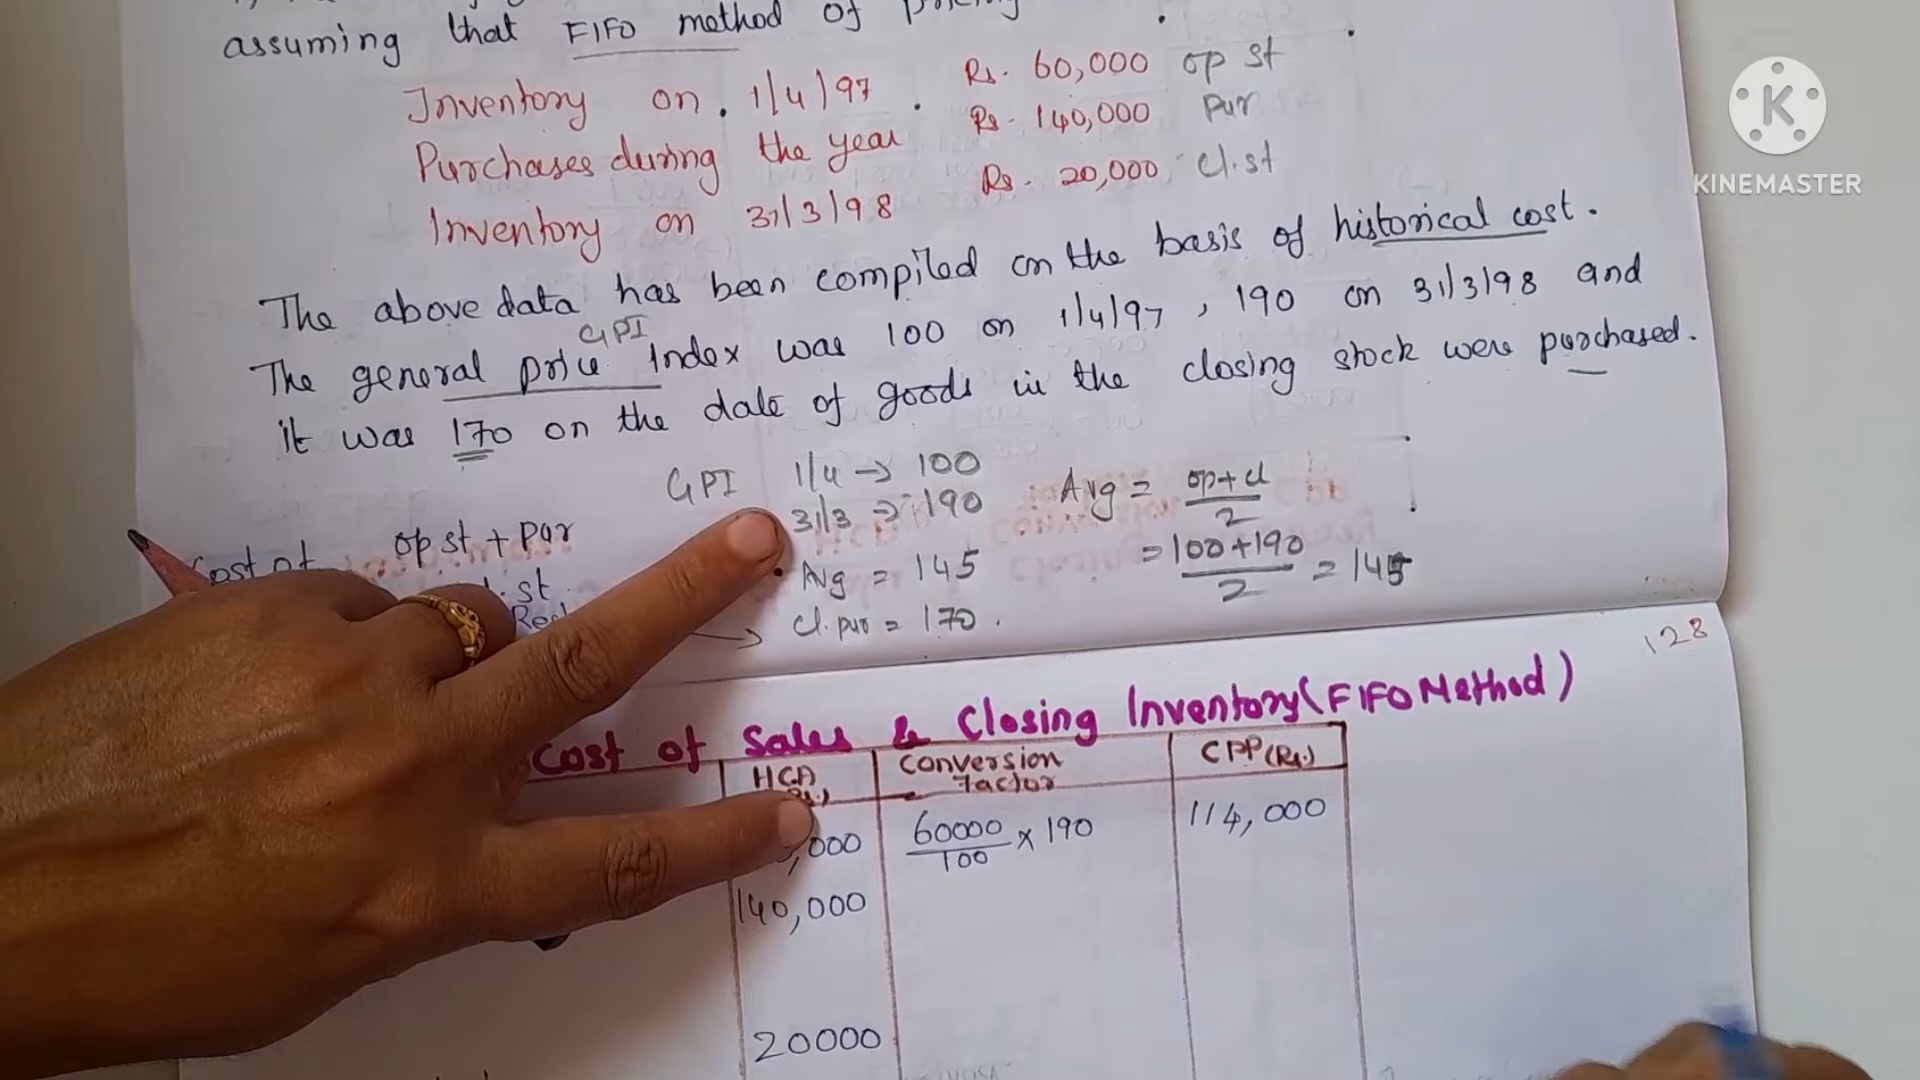 assuming that FIFO method of
Inventory on 1/4/97 Rs. 60,000 op st
Purchases during the year Rs. 140,000 pur
Inventory on 31/3/98 Rs. 20,000 cl.st
The above data has been compiled on the basis of historical cost.
GPI
The general price Index was 100 on 1/4/97, 190 on 31/3/98 and
it was 170 on the date of goods in the closing stock were purchased.
GPI 1/4 → 100
31/3 → 190
Avg = 145
cl. pur = 170.
Avg = op + cl / 2
= 100+190 / 2 = 145
Cost of op st + pur
st
128
Cost of Sales & Closing Inventory (FIFO Method)
HCA Conversion Factor CPP (Rs.)
,000 60000/100 × 190 114,000
140,000
20000
K
KINEMASTER